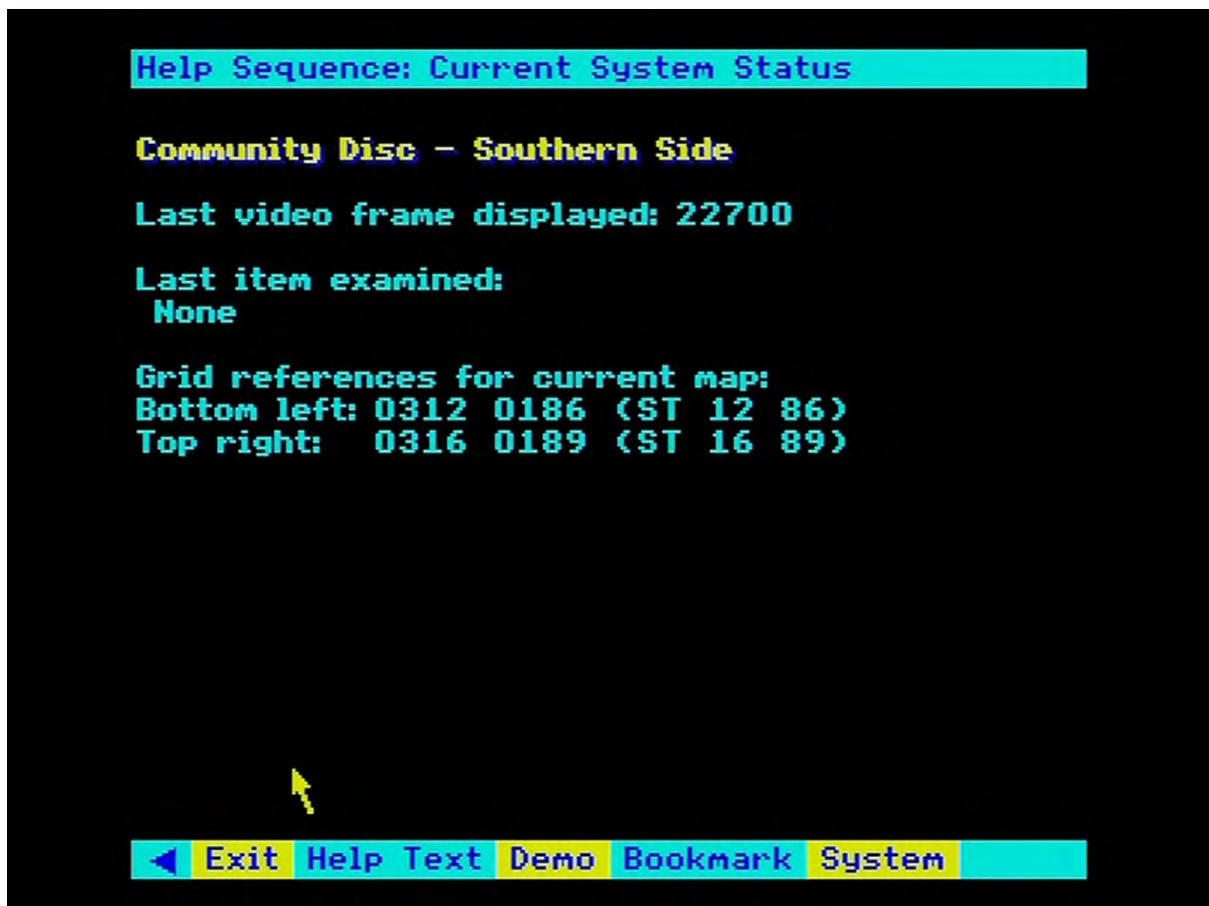 Help Sequence: Current System Status
Community Disc - Southern Side
Last video frame displayed: 22700
Last item examined:
None
Grid references for current map:
Bottom left: 0312 0186 (ST 12 86)
Top right: 0316 0189 (ST 16 89)
Exit Help Text Demo Bookmark System